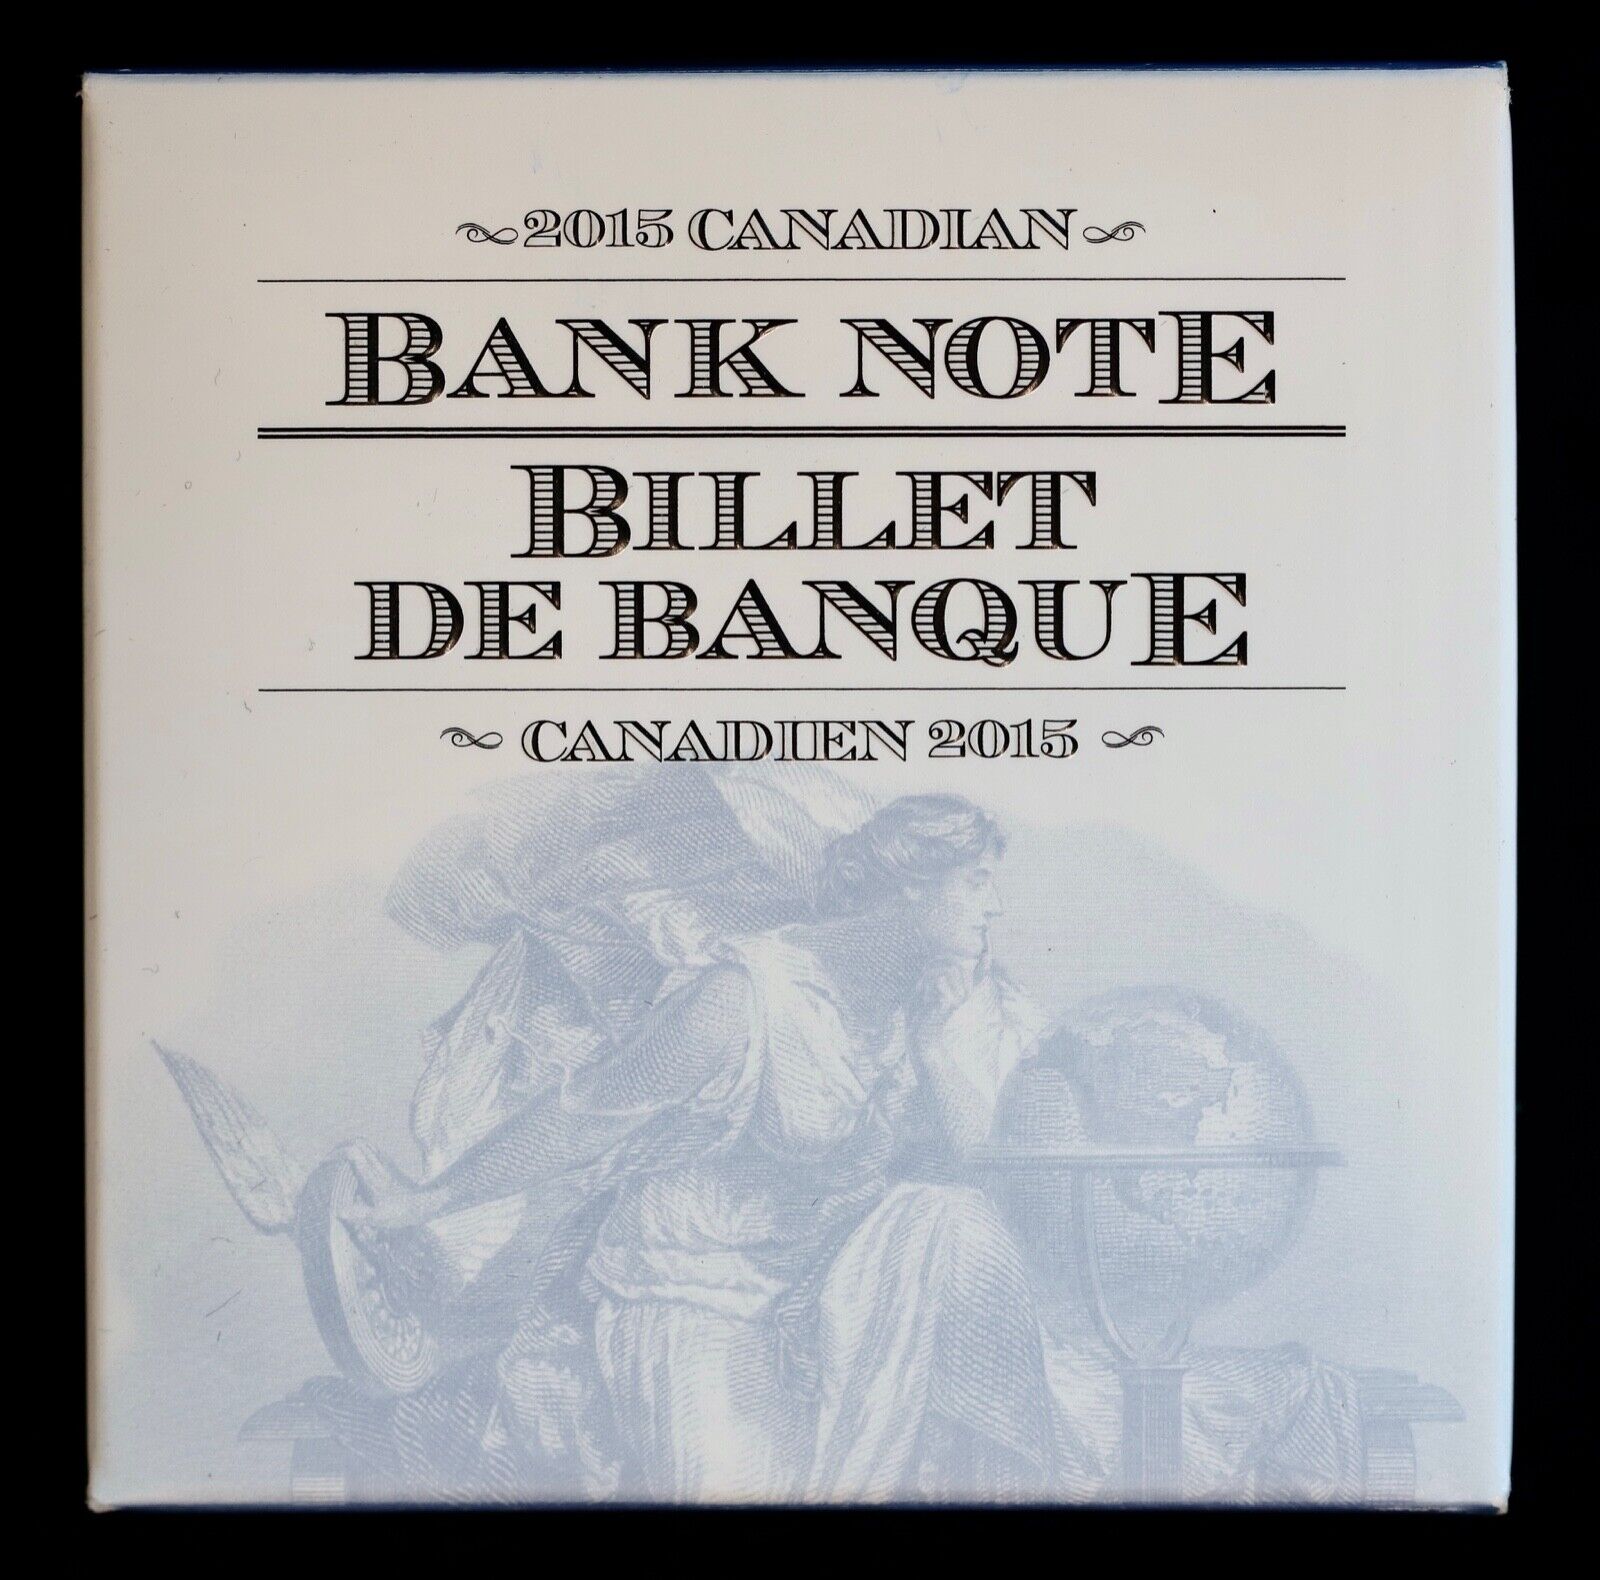 2015 CANADIAN
BANK NOTE
BILLET
DE BANQUE
CANADIEN 2015